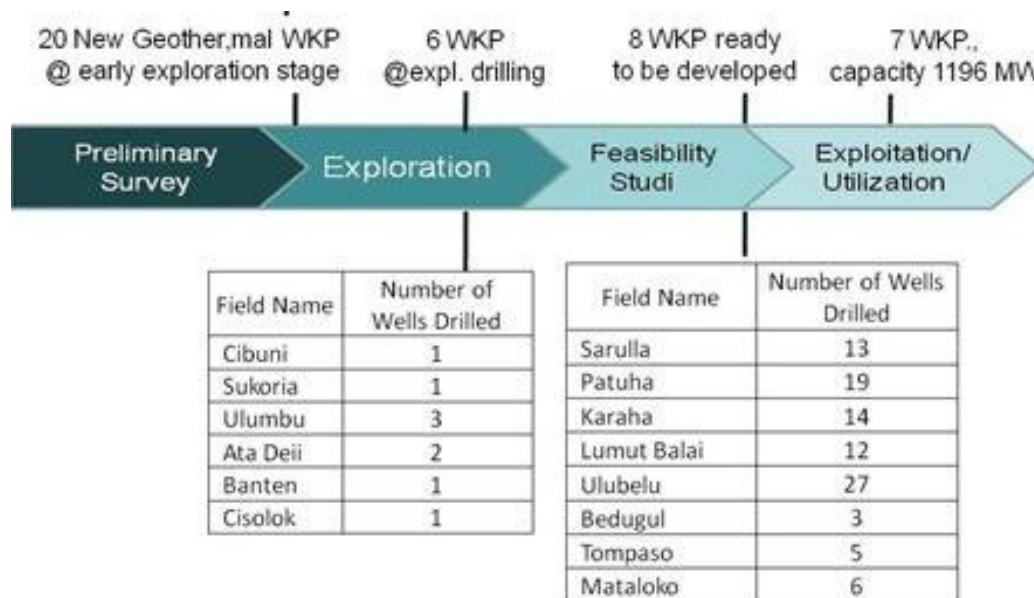 20 New Geother,mal WKP
@ early exploration stage
6 WKP
@expl. drilling
8 WKP ready
to be developed
7 WKP.,
capacity 1196 MW
Preliminary
Survey
Exploration
Feasibility
Studi
Exploitation/
Utilization
Field Name
Number of
Wells Drilled
Cibuni 1
Sukoria 1
Ulumbu 3
Ata Deii 2
Banten 1
Cisolok 1
Field Name
Number of Wells
Drilled
Sarulla 13
Patuha 19
Karaha 14
Lumut Balai 12
Ulubelu 27
Bedugul 3
Tompaso 5
Mataloko 6